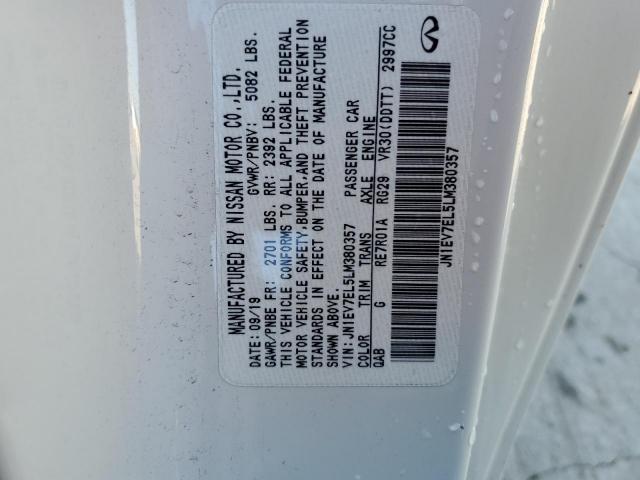 MANUFACTURED BY NISSAN MOTOR CO.,LTD.
DATE: 09/19 GVWR/PNBV: 5082 LBS.
GAWR/PNBE FR: 2701 LBS. RR: 2392 LBS.
THIS VEHICLE CONFORMS TO ALL APPLICABLE FEDERAL
MOTOR VEHICLE SAFETY,BUMPER,AND THEFT PREVENTION
STANDARDS IN EFFECT ON THE DATE OF MANUFACTURE
SHOWN ABOVE.
VIN:JN1EV7EL5LM380357 PASSENGER CAR
COLOR TRIM TRANS AXLE ENGINE
QAB G RE7R01A RG29 VR30(DDTT) 2997CC
JN1EV7EL5LM380357